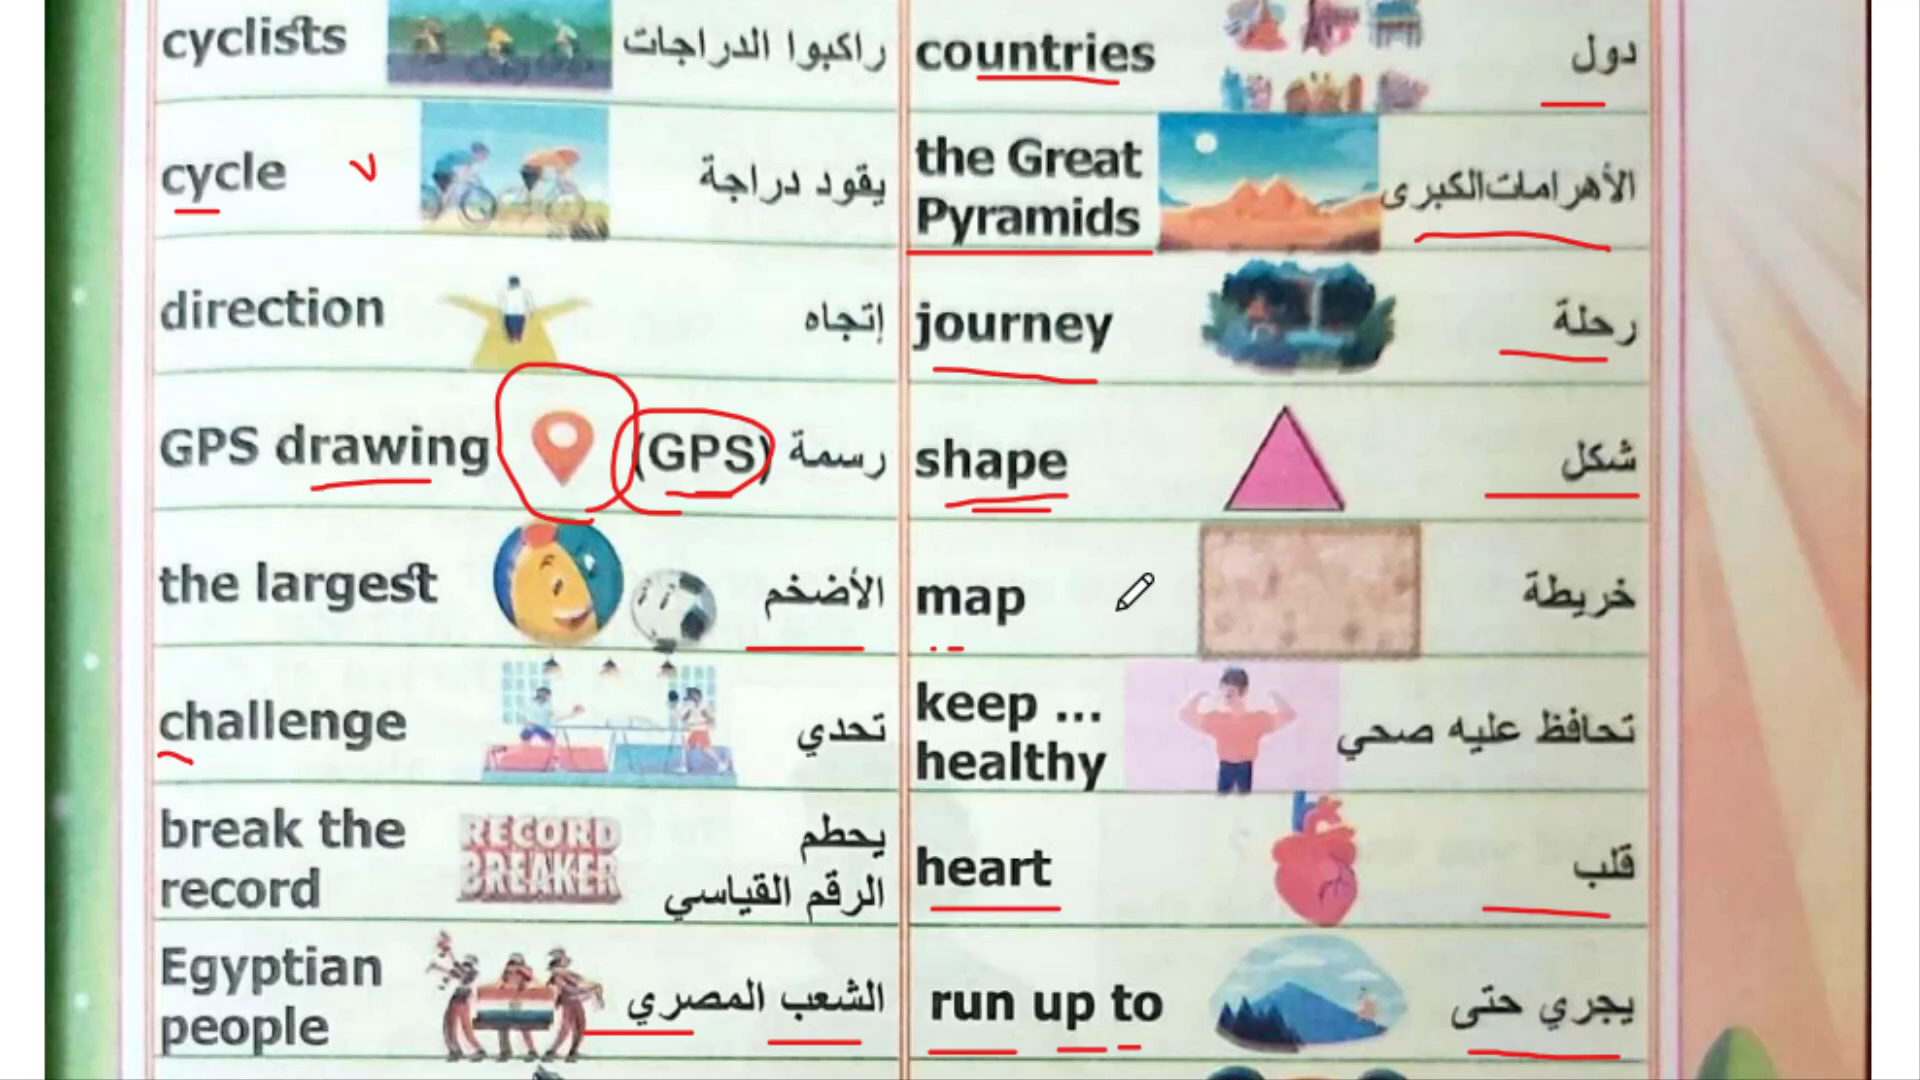 cyclists راكبوا الدراجات
countries دول
cycle v يقود دراجة
the Great
Pyramids الأهرامات الكبرى
direction إتجاه
journey رحلة
GPS drawing رسمة (GPS)
shape شكل
the largest الأضخم
map خريطة
challenge تحدي
keep ...
healthy تحافظ عليه صحي
break the
record
RECORD
BREAKER
يحطم
الرقم القياسي
heart قلب
Egyptian
people الشعب المصري
run up to يجري حتى